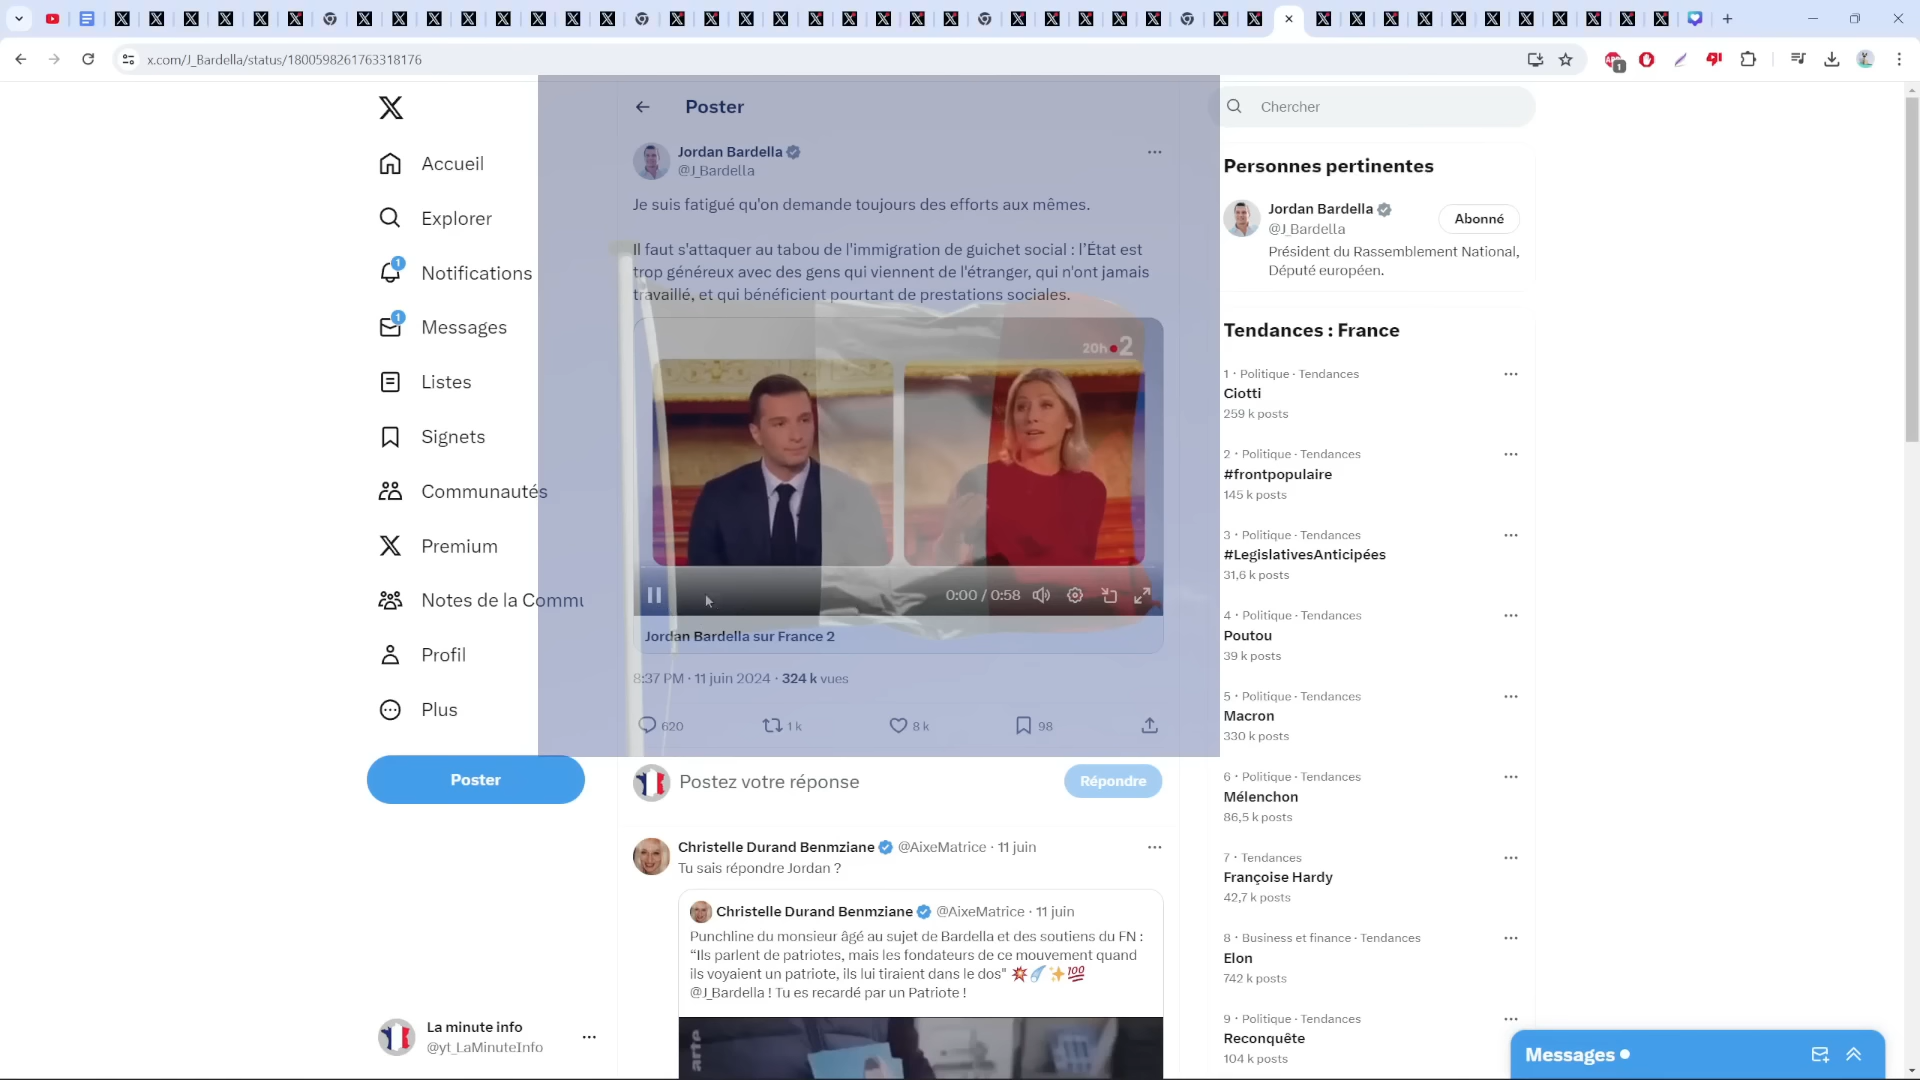 x.com/J_Bardella/status/1800598261763318176
1
Poster
Chercher
Jordan Bardella
@J_Bardella
Je suis fatigué qu'on demande toujours des efforts aux mêmes.
Il faut s'attaquer au tabou de l'immigration de guichet social : l'État est
trop généreux avec des gens qui viennent de l'étranger, qui n'ont jamais
travaillé, et qui bénéficient pourtant de prestations sociales.
20h 2
0:00 / 0:58
Jordan Bardella sur France 2
8:37 PM · 11 juin 2024 · 324 k vues
620
1 k
8 k
98
Accueil
Explorer
1
Notifications
1
Messages
Listes
Signets
Communautés
Premium
Notes de la Commu
Profil
Plus
Poster
La minute info
@yt_LaMinuteInfo
Postez votre réponse
Répondre
Christelle Durand Benmziane @AixeMatrice · 11 juin
Tu sais répondre Jordan ?
Christelle Durand Benmziane @AixeMatrice · 11 juin
Punchline du monsieur âgé au sujet de Bardella et des soutiens du FN :
“Ils parlent de patriotes, mais les fondateurs de ce mouvement quand
ils voyaient un patriote, ils lui tiraient dans le dos" 💥☄️✨💯
@J_Bardella ! Tu es recardé par un Patriote !
arte
Personnes pertinentes
Jordan Bardella
@J_Bardella
Abonné
Président du Rassemblement National,
Député européen.
Tendances : France
1 · Politique · Tendances
Ciotti
259 k posts
2 · Politique · Tendances
#frontpopulaire
145 k posts
3 · Politique · Tendances
#LegislativesAnticipées
31,6 k posts
4 · Politique · Tendances
Poutou
39 k posts
5 · Politique · Tendances
Macron
330 k posts
6 · Politique · Tendances
Mélenchon
86,5 k posts
7 · Tendances
Françoise Hardy
42,7 k posts
8 · Business et finance · Tendances
Elon
742 k posts
9 · Politique · Tendances
Reconquête
104 k posts
Messages